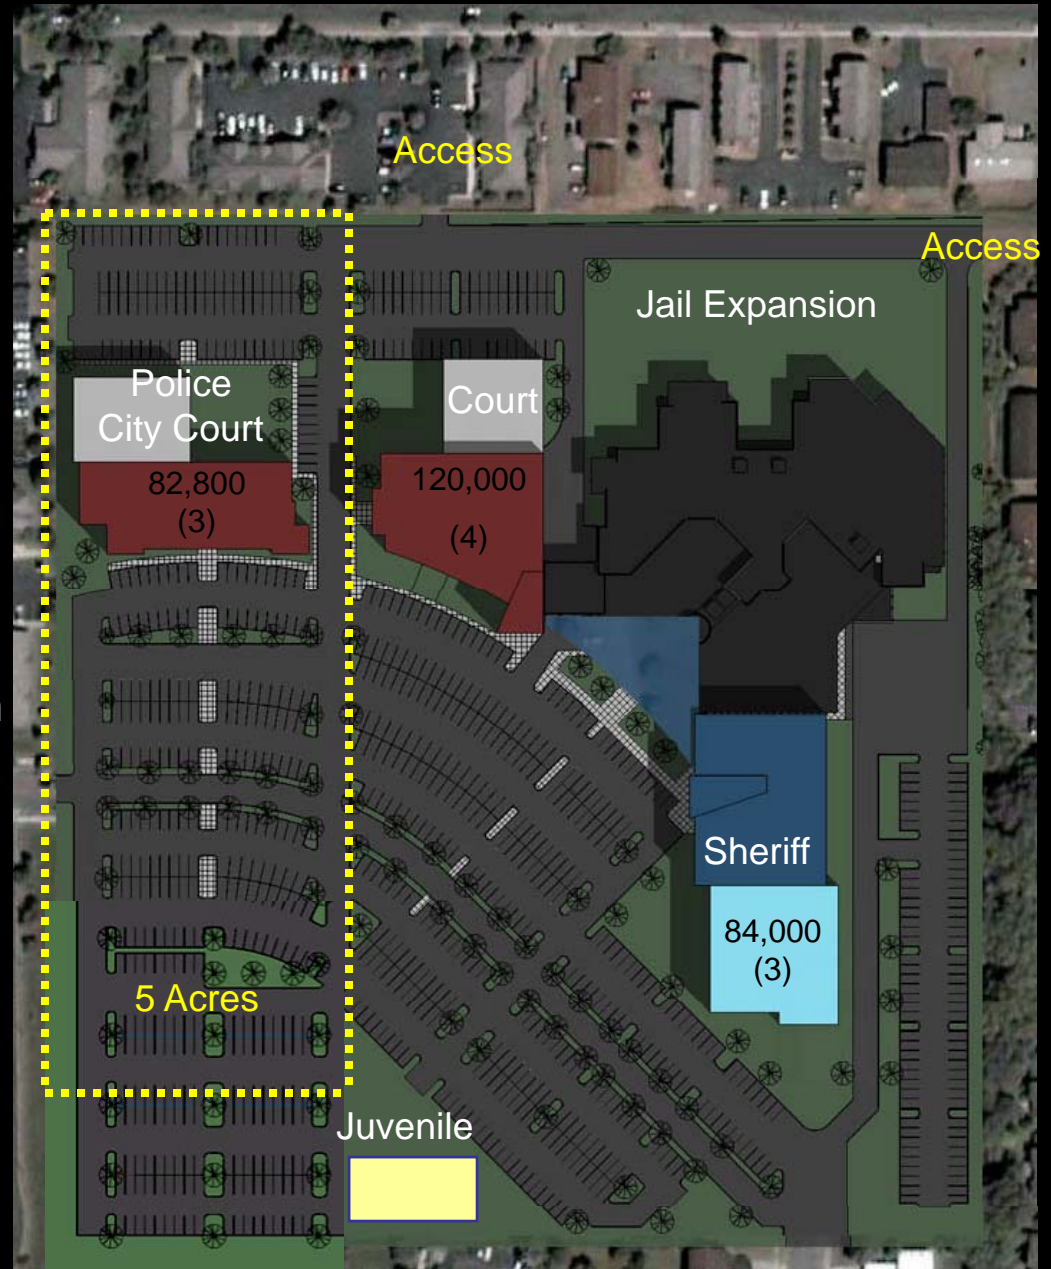 Access
Access
Jail Expansion
Police
City Court
Court
82,800
(3)
120,000
(4)
Sheriff
84,000
(3)
5 Acres
Juvenile